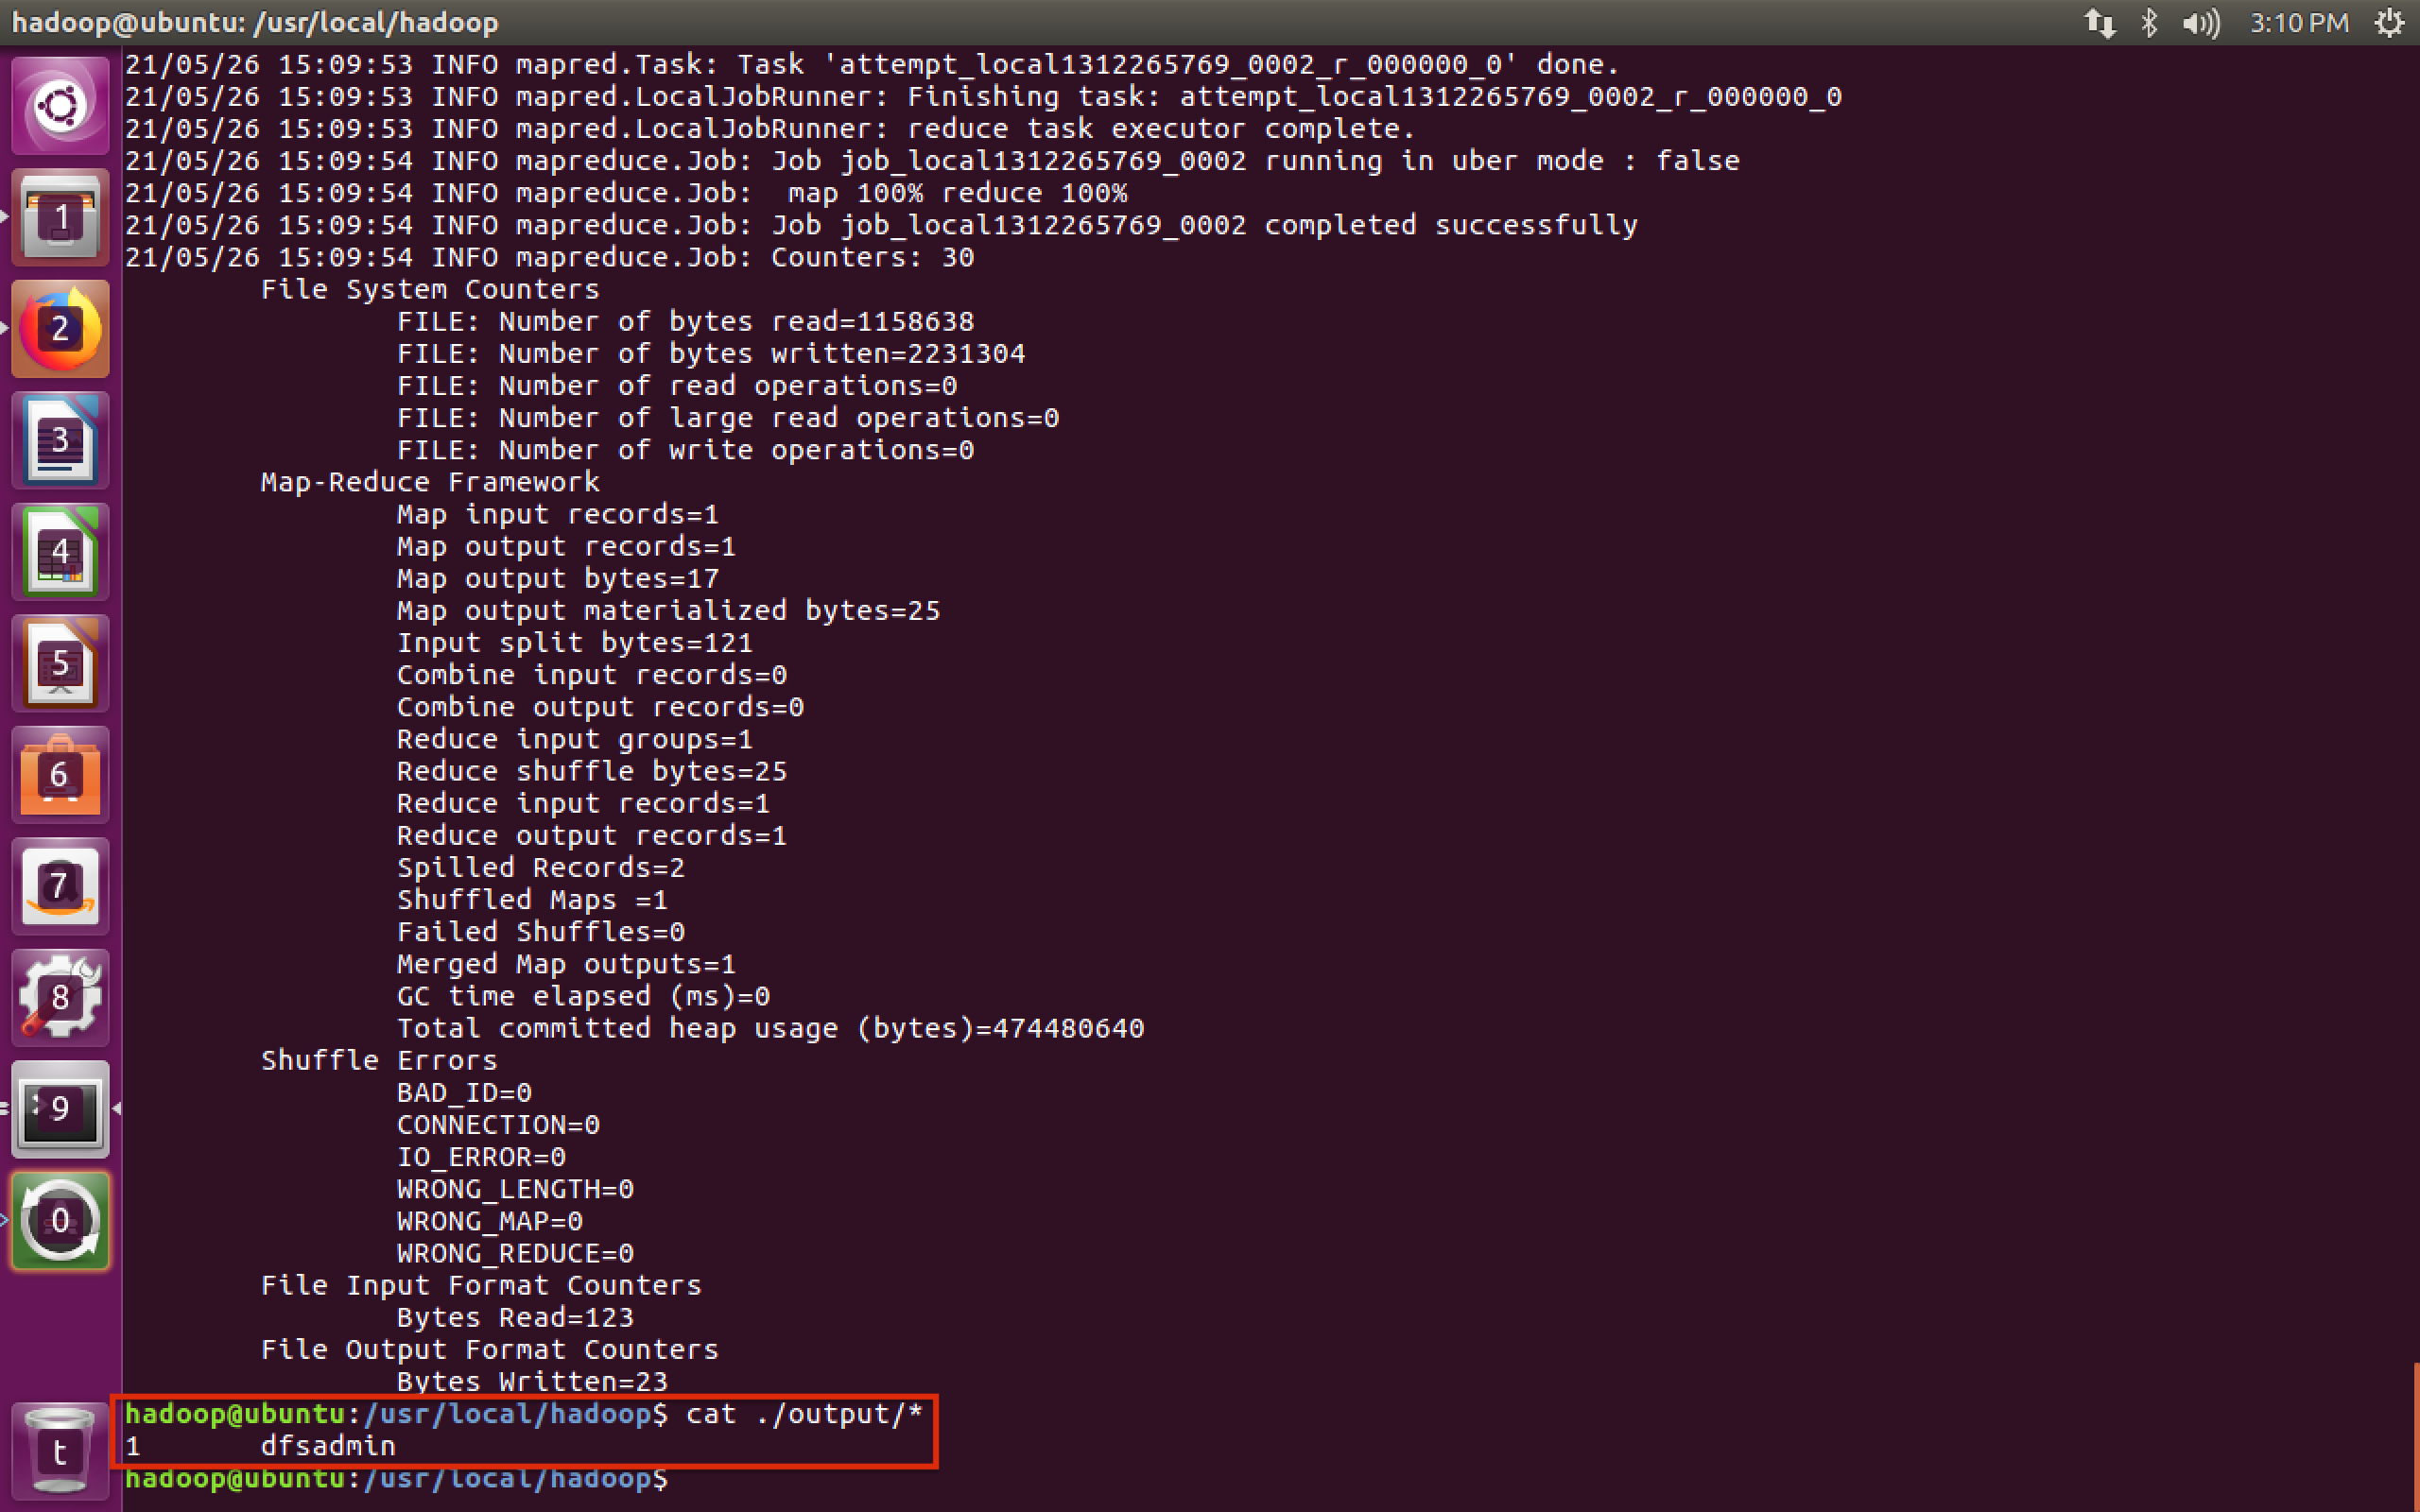 hadoop@ubuntu: /usr/local/hadoop
3:10 PM
21/05/26 15:09:53 INFO mapred.Task: Task 'attempt_local1312265769_0002_r_000000_0' done.
21/05/26 15:09:53 INFO mapred.LocalJobRunner: Finishing task: attempt_local1312265769_0002_r_000000_0
21/05/26 15:09:53 INFO mapred.LocalJobRunner: reduce task executor complete.
21/05/26 15:09:54 INFO mapreduce.Job: Job job_local1312265769_0002 running in uber mode : false
21/05/26 15:09:54 INFO mapreduce.Job:  map 100% reduce 100%
21/05/26 15:09:54 INFO mapreduce.Job: Job job_local1312265769_0002 completed successfully
21/05/26 15:09:54 INFO mapreduce.Job: Counters: 30
File System Counters
FILE: Number of bytes read=1158638
FILE: Number of bytes written=2231304
FILE: Number of read operations=0
FILE: Number of large read operations=0
FILE: Number of write operations=0
Map-Reduce Framework
Map input records=1
Map output records=1
Map output bytes=17
Map output materialized bytes=25
Input split bytes=121
Combine input records=0
Combine output records=0
Reduce input groups=1
Reduce shuffle bytes=25
Reduce input records=1
Reduce output records=1
Spilled Records=2
Shuffled Maps =1
Failed Shuffles=0
Merged Map outputs=1
GC time elapsed (ms)=0
Total committed heap usage (bytes)=474480640
Shuffle Errors
BAD_ID=0
CONNECTION=0
IO_ERROR=0
WRONG_LENGTH=0
WRONG_MAP=0
WRONG_REDUCE=0
File Input Format Counters
Bytes Read=123
File Output Format Counters
Bytes Written=23
hadoop@ubuntu:/usr/local/hadoop$ cat ./output/*
1	dfsadmin
hadoop@ubuntu:/usr/local/hadoop$
1
2
3
4
5
6
7
8
9
0
t